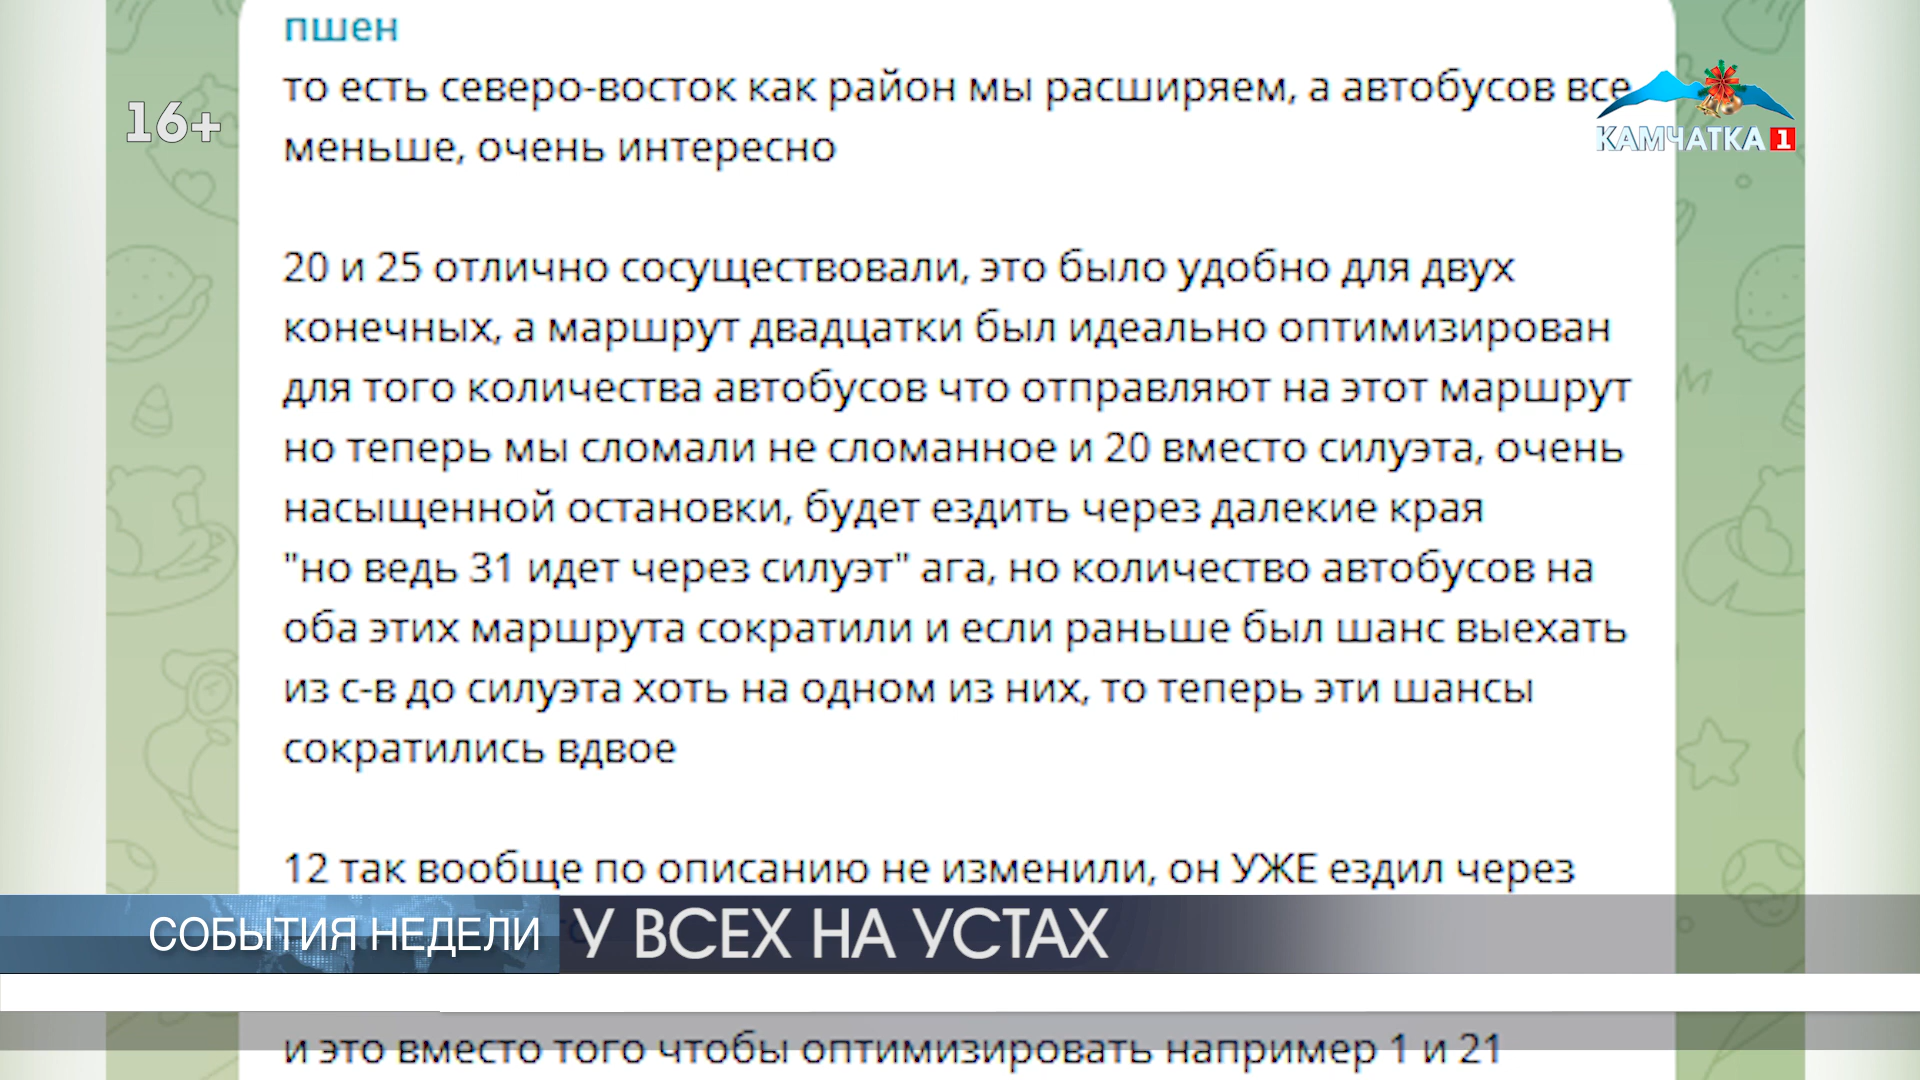 пшен
то есть северо-восток как район мы расширяем, а автобусов все
меньше, очень интересно
16+
КАМЧАТКА 1
20 и 25 отлично сосуществовали, это было удобно для двух
конечных, а маршрут двадцатки был идеально оптимизирован
для того количества автобусов что отправляют на этот маршрут
но теперь мы сломали не сломанное и 20 вместо силуэта, очень
насыщенной остановки, будет ездить через далекие края
"но ведь 31 идет через силуэт" ага, но количество автобусов на
оба этих маршрута сократили и если раньше был шанс выехать
из с-в до силуэта хоть на одном из них, то теперь эти шансы
сократились вдвое
12 так вообще по описанию не изменили, он УЖЕ ездил через
СОБЫТИЯ НЕДЕЛИ У ВСЕХ НА УСТАХ
и это вместо того чтобы оптимизировать например 1 и 21